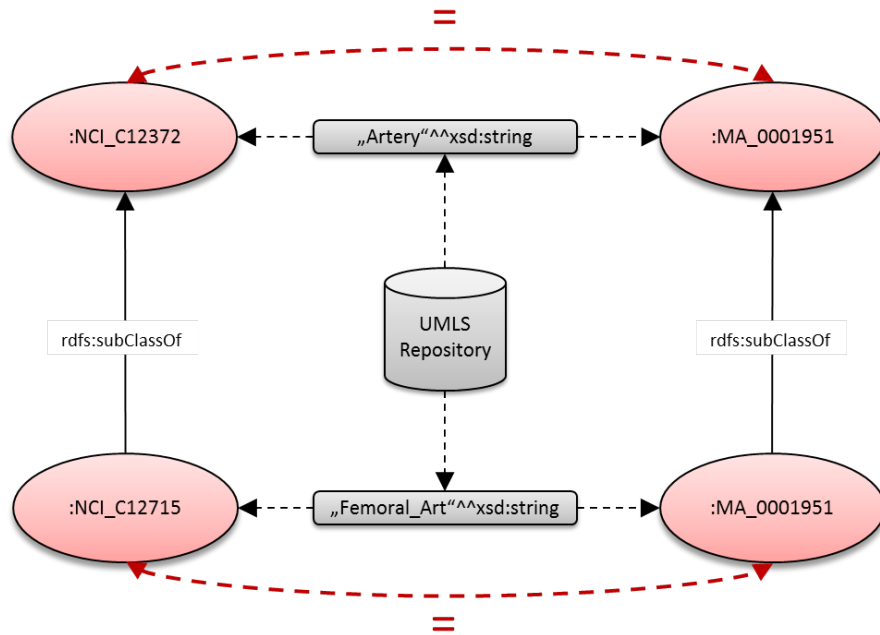 =
:NCI_C12372
„Artery“^^xsd:string
:MA_0001951
rdfs:subClassOf
UMLS
Repository
rdfs:subClassOf
:NCI_C12715
„Femoral_Art“^^xsd:string
:MA_0001951
=